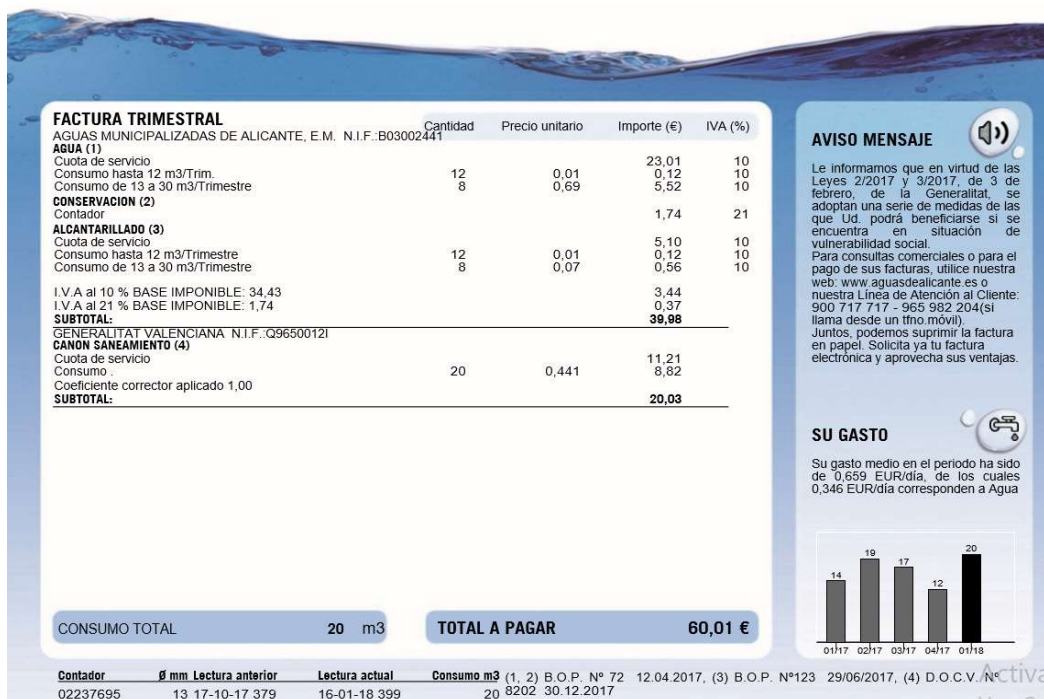 FACTURA TRIMESTRAL
AGUAS MUNICIPALIZADAS DE ALICANTE, E.M. N.I.F.:B03002441
Cantidad Precio unitario Importe (€) IVA (%)
AGUA (1)
Cuota de servicio 23,01 10
Consumo hasta 12 m3/Trim. 12 0,01 0,12 10
Consumo de 13 a 30 m3/Trimestre 8 0,69 5,52 10
CONSERVACION (2)
Contador 1,74 21
ALCANTARILLADO (3)
Cuota de servicio 5,10 10
Consumo hasta 12 m3/Trimestre 12 0,01 0,12 10
Consumo de 13 a 30 m3/Trimestre 8 0,07 0,56 10
I.V.A al 10 % BASE IMPONIBLE: 34,43 3,44
I.V.A al 21 % BASE IMPONIBLE: 1,74 0,37
SUBTOTAL: 39,98
GENERALITAT VALENCIANA N.I.F.:Q9650012I
CANON SANEAMIENTO (4)
Cuota de servicio 11,21
Consumo . 20 0,441 8,82
Coeficiente corrector aplicado 1,00
SUBTOTAL: 20,03
CONSUMO TOTAL 20 m3
TOTAL A PAGAR 60,01 €
AVISO MENSAJE
Le informamos que en virtud de las
Leyes 2/2017 y 3/2017, de 3 de
febrero, de la Generalitat, se
adoptan una serie de medidas de las
que Ud. podrá beneficiarse si se
encuentra en situación de
vulnerabilidad social.
Para consultas comerciales o para el
pago de sus facturas, utilice nuestra
web: www.aguasdealicante.es o
nuestra Línea de Atención al Cliente:
900 717 717 - 965 982 204(si
llama desde un tfno.móvil).
Juntos, podemos suprimir la factura
en papel. Solicita ya tu factura
electrónica y aprovecha sus ventajas.
SU GASTO
Su gasto medio en el periodo ha sido
de 0,659 EUR/día, de los cuales
0,346 EUR/día corresponden a Agua
14 19 17 12 20
01/17 02/17 03/17 04/17 01/18
Contador Ø mm Lectura anterior Lectura actual Consumo m3
02237695 13 17-10-17 379 16-01-18 399 20
(1, 2) B.O.P. Nº 72 12.04.2017, (3) B.O.P. Nº123 29/06/2017, (4) D.O.C.V. Nº
8202 30.12.2017
Activa